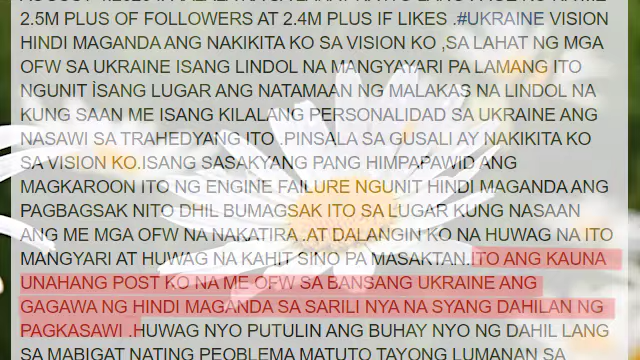 2.5M PLUS OF FOLLOWERS AT 2.4M PLUS IF LIKES .#UKRAINE VISION
HINDI MAGANDA ANG NAKIKITA KO SA VISION KO ,SA LAHAT NG MGA
OFW SA UKRAINE ISANG LINDOL NA MANGYAYARI PA LAMANG ITO
NGUNIT ÌSANG LUGAR ANG NATAMAAN NG MALAKAS NA LINDOL NA
KUNG SAAN ME ISANG KILALANG PERSONALIDAD SA UKRAINE ANG
NASAWI SA TRAHEDYANG ITO .PINSALA SA GUSALI AY NAKIKITA KO
SA VISION KO.ISANG SASAKYANG PANG HIMPAPAWID ANG
MAGKAROON ITO NG ENGINE FAILURE NGUNIT HINDI MAGANDA ANG
PAGBAGSAK NITO DHIL BUMAGSAK ITO SA LUGAR KUNG NASAAN
ANG ME MGA OFW NA NAKATIRA .AT DALANGIN KO NA HUWAG NA ITO
MANGYARI AT HUWAG NA KAHIT SINO PA MASAKTAN.ITO ANG KAUNA
UNAHANG POST KO NA ME OFW SA BANSANG UKRAINE ANG
GAGAWA NG HINDI MAGANDA SA SARILI NYA NA SYANG DAHILAN NG
PAGKASAWI .HUWAG NYO PUTULIN ANG BUHAY NYO NG DAHIL LANG
SA MABIGAT NATING PEOBLEMA MATUTO TAYONG LUMANAN SA